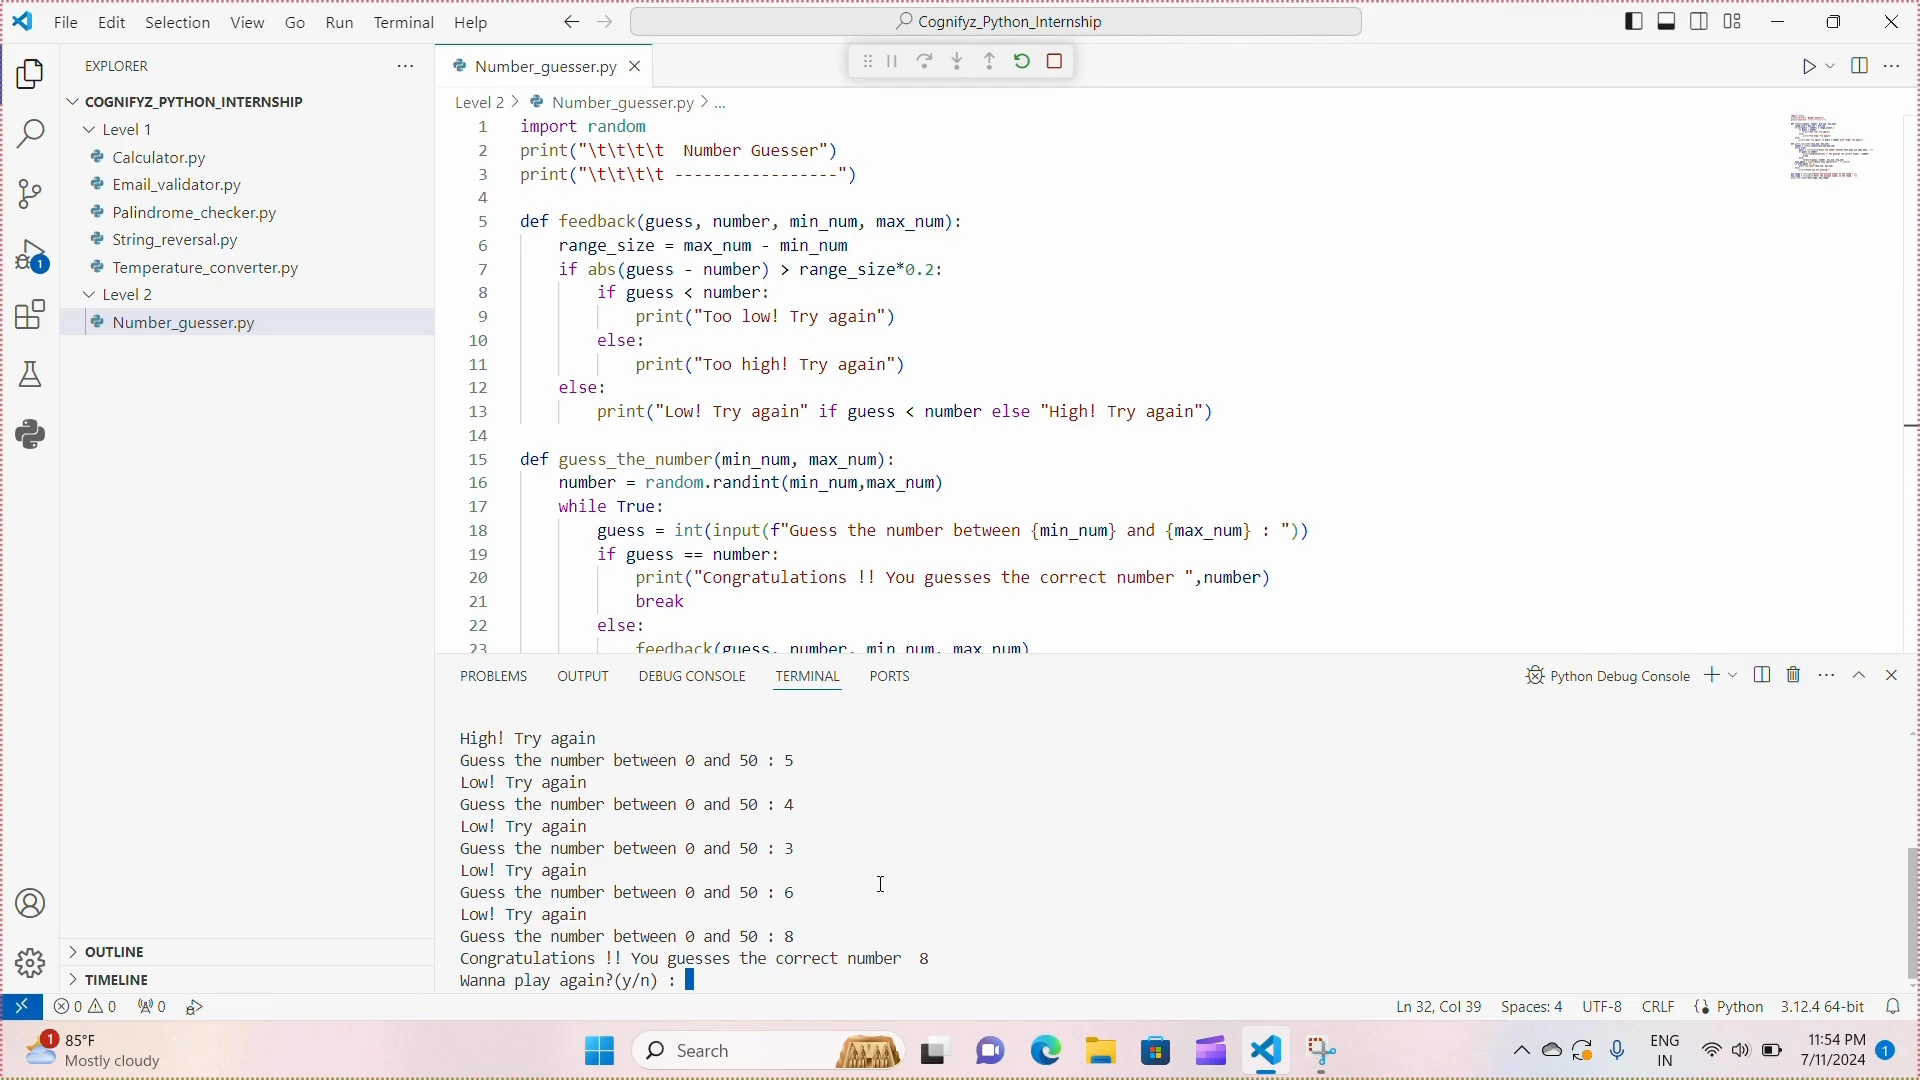 File Edit Selection View Go Run Terminal Help
Cognifyz_Python_Internship
EXPLORER
COGNIFYZ_PYTHON_INTERNSHIP
Level 1
Calculator.py
Email_validator.py
Palindrome_checker.py
String_reversal.py
Temperature_converter.py
Level 2
Number_guesser.py
OUTLINE
TIMELINE
1
Number_guesser.py
Level 2 > Number_guesser.py > ...
1 import random
2 print("\t\t\t\t  Number Guesser")
3 print("\t\t\t\t -----------------")
4
5 def feedback(guess, number, min_num, max_num):
6     range_size = max_num - min_num
7     if abs(guess - number) > range_size*0.2:
8         if guess < number:
9             print("Too low! Try again")
10         else:
11             print("Too high! Try again")
12     else:
13         print("Low! Try again" if guess < number else "High! Try again")
14
15 def guess_the_number(min_num, max_num):
16     number = random.randint(min_num,max_num)
17     while True:
18         guess = int(input(f"Guess the number between {min_num} and {max_num} : "))
19         if guess == number:
20             print("Congratulations !! You guesses the correct number ",number)
21             break
22         else:
23             feedback(guess, number, min_num, max_num)
PROBLEMS OUTPUT DEBUG CONSOLE TERMINAL PORTS
Python Debug Console
High! Try again
Guess the number between 0 and 50 : 5
Low! Try again
Guess the number between 0 and 50 : 4
Low! Try again
Guess the number between 0 and 50 : 3
Low! Try again
Guess the number between 0 and 50 : 6
Low! Try again
Guess the number between 0 and 50 : 8
Congratulations !! You guesses the correct number  8
Wanna play again?(y/n) :
0 0 0
Ln 32, Col 39 Spaces: 4 UTF-8 CRLF Python 3.12.4 64-bit
1
85°F
Mostly cloudy
Search
ENG
IN
11:54 PM
7/11/2024
1